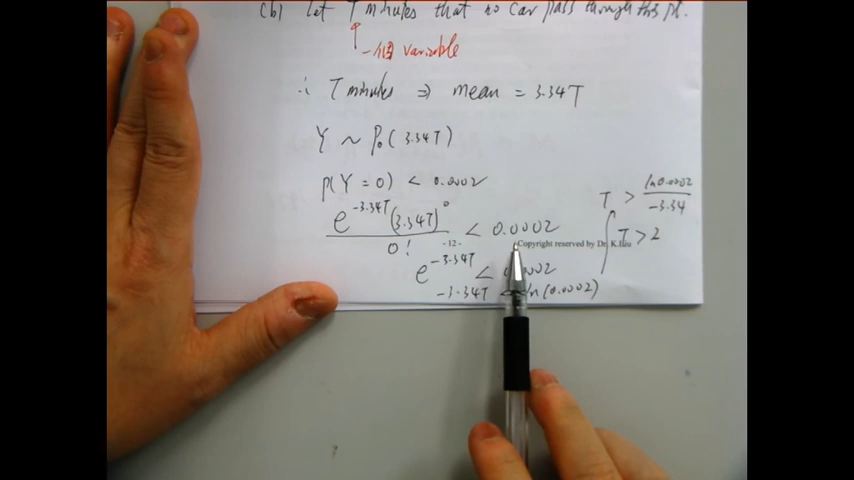 (b) Let T minutes that no car pass through this pt.
一個 variable
∴ T minutes ⇒ mean = 3.34T
Y ~ Po(3.34T)
P(Y = 0) < 0.0002
e^-3.34T (3.34T)^0 / 0! < 0.0002
- 12 -
Copyright reserved by Dr. K.
e^-3.34T < 0.0002
-3.34T < ln(0.0002)
T > ln0.0002 / -3.34
T > 2